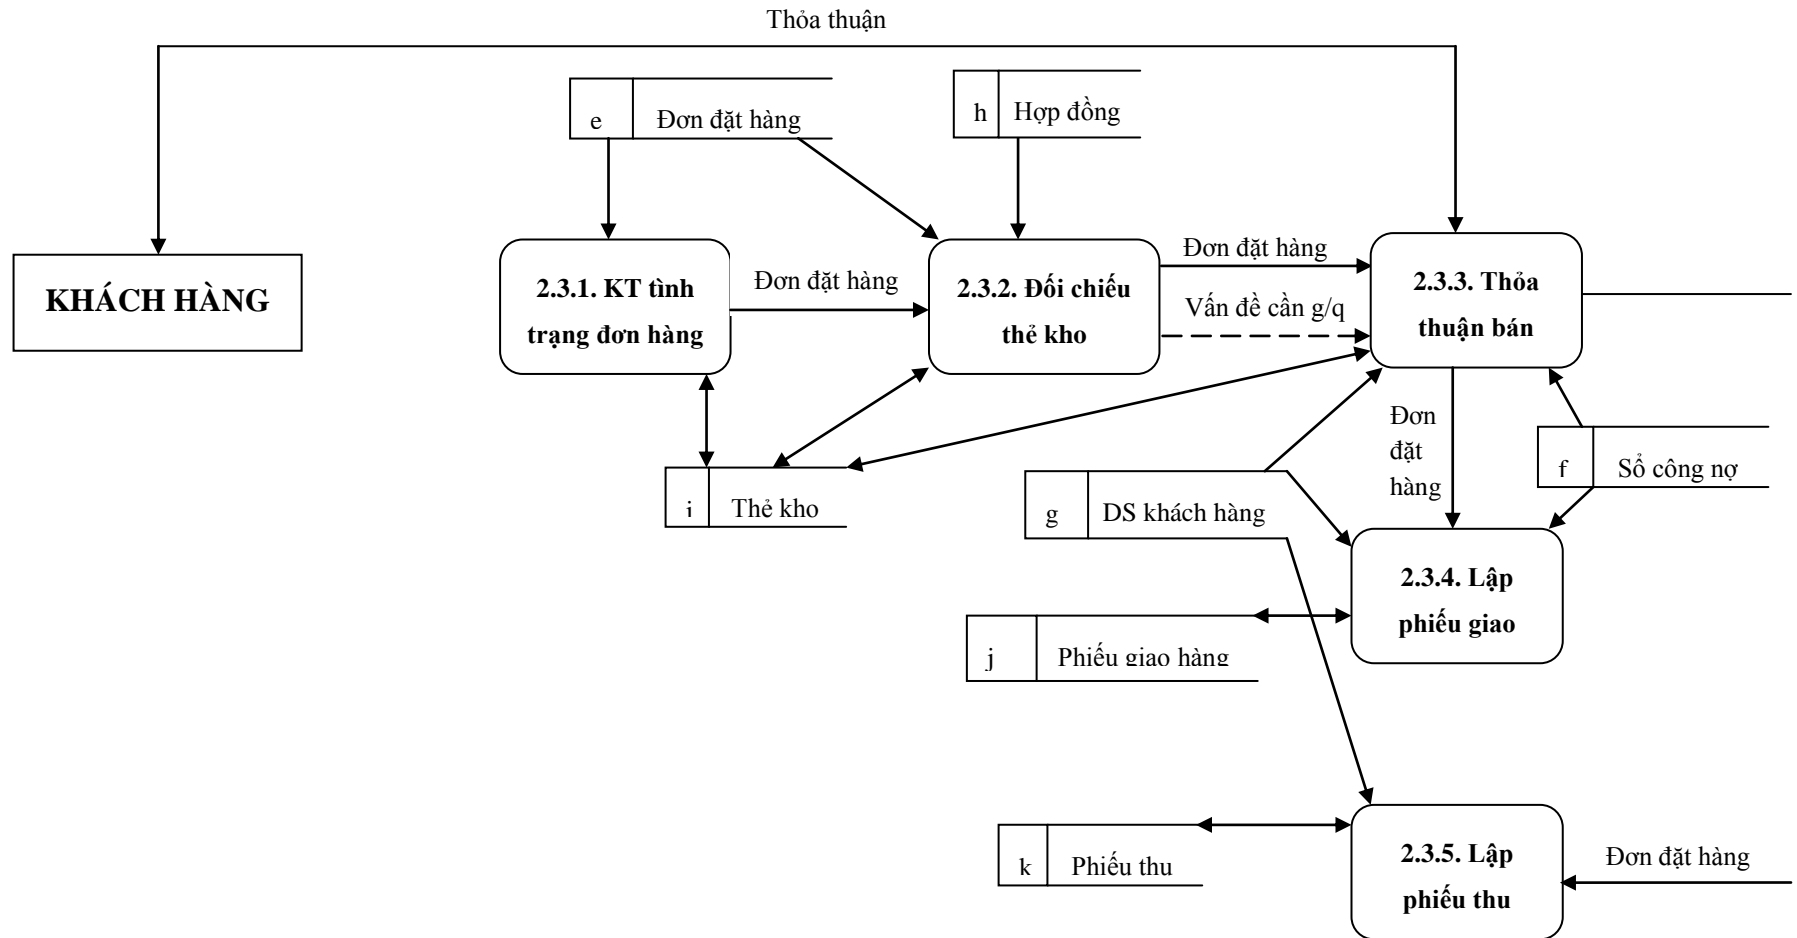 Thỏa thuận
e
Đơn đặt hàng
h
Hợp đồng
KHÁCH HÀNG
2.3.1. KT tình
trạng đơn hàng
Đơn đặt hàng
2.3.2. Đối chiếu
thẻ kho
Đơn đặt hàng
Vấn đề cần g/q
2.3.3. Thỏa
thuận bán
Đơn
đặt
hàng
f
Sổ công nợ
i
Thẻ kho
g
DS khách hàng
2.3.4. Lập
phiếu giao
j
Phiếu giao hàng
k
Phiếu thu
2.3.5. Lập
phiếu thu
Đơn đặt hàng